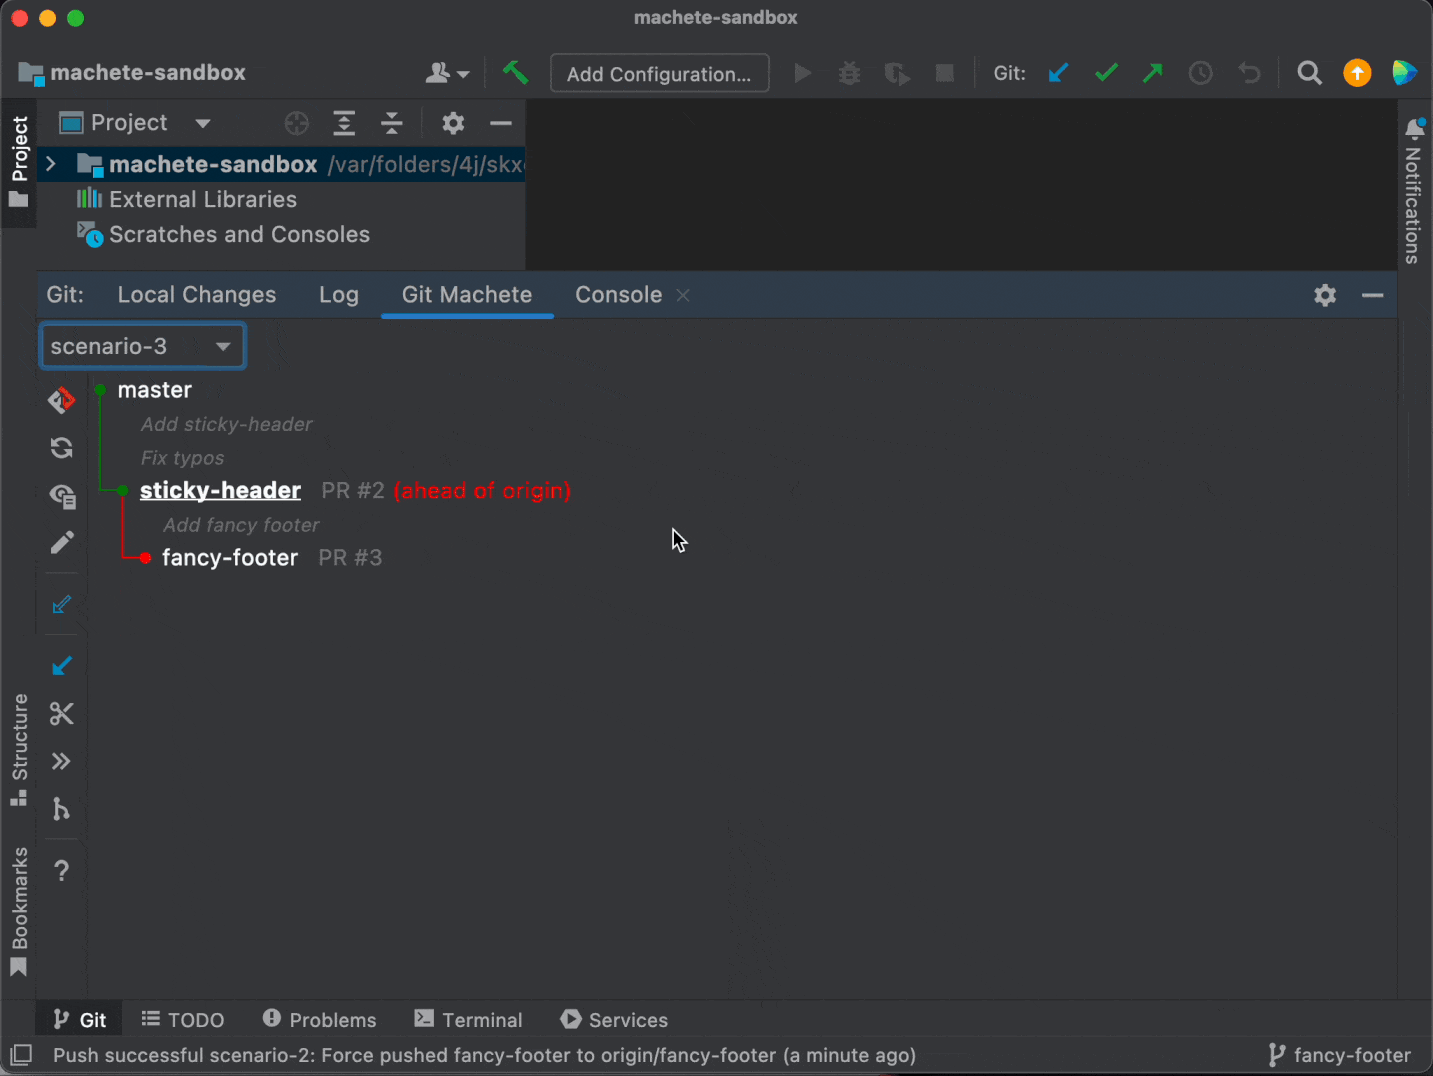 machete-sandbox
machete-sandbox
Add Configuration...
Git:
Project
Project
machete-sandbox /var/folders/4j/skx
External Libraries
Scratches and Consoles
Notifications
Git: Local Changes Log Git Machete Console
scenario-3
master
Add sticky-header
Fix typos
sticky-header PR #2 (ahead of origin)
Add fancy footer
fancy-footer PR #3
Structure
?
Bookmarks
Git TODO Problems Terminal Services
Push successful scenario-2: Force pushed fancy-footer to origin/fancy-footer (a minute ago)
fancy-footer